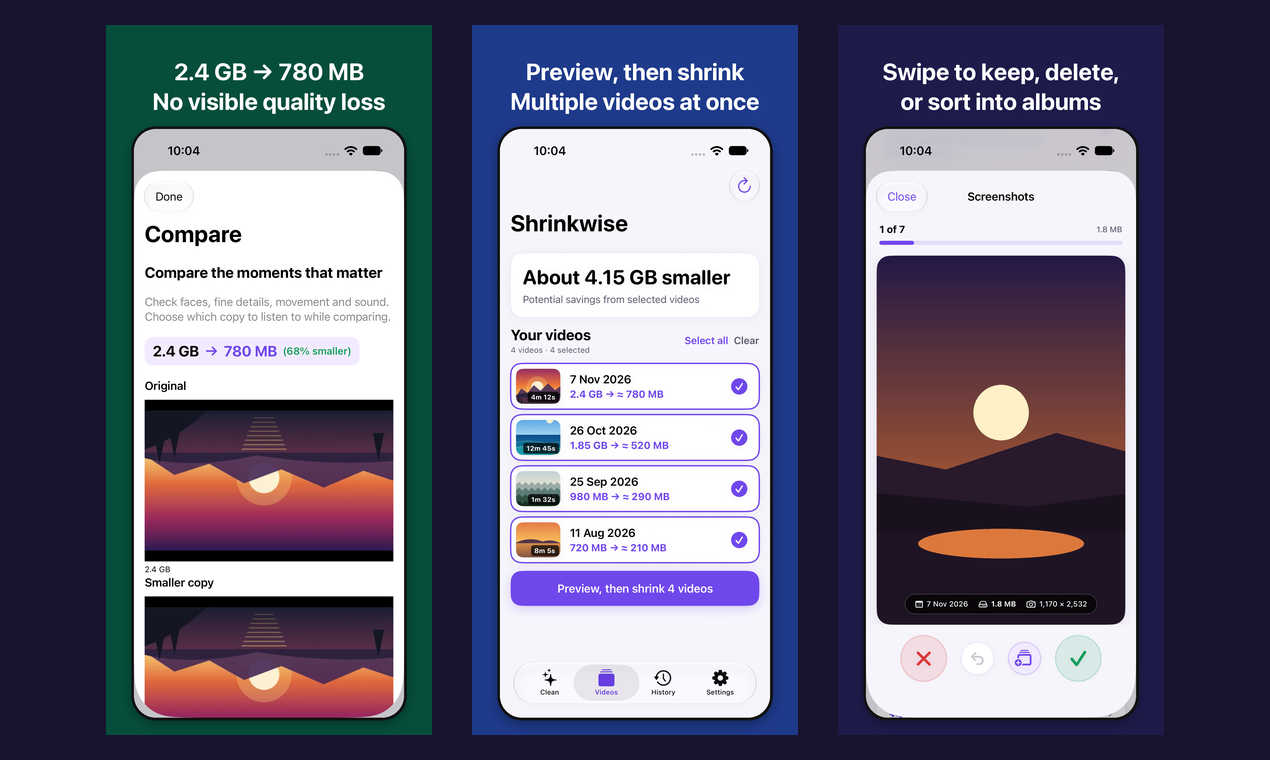 2.4 GB → 780 MB
No visible quality loss
10:04
Done
Compare
Compare the moments that matter
Check faces, fine details, movement and sound.
Choose which copy to listen to while comparing.
2.4 GB → 780 MB (68% smaller)
Original
2.4 GB
Smaller copy
Preview, then shrink
Multiple videos at once
10:04
Shrinkwise
About 4.15 GB smaller
Potential savings from selected videos
Your videos
4 videos · 4 selected
Select all Clear
7 Nov 2026
4m 12s
2.4 GB → ≈ 780 MB
26 Oct 2026
12m 45s
1.85 GB → ≈ 520 MB
25 Sep 2026
1m 32s
980 MB → ≈ 290 MB
11 Aug 2026
8m 5s
720 MB → ≈ 210 MB
Preview, then shrink 4 videos
Clean Videos History Settings
Swipe to keep, delete,
or sort into albums
10:04
Close Screenshots
1 of 7 1.8 MB
7 Nov 2026 1.8 MB 1,170 × 2,532